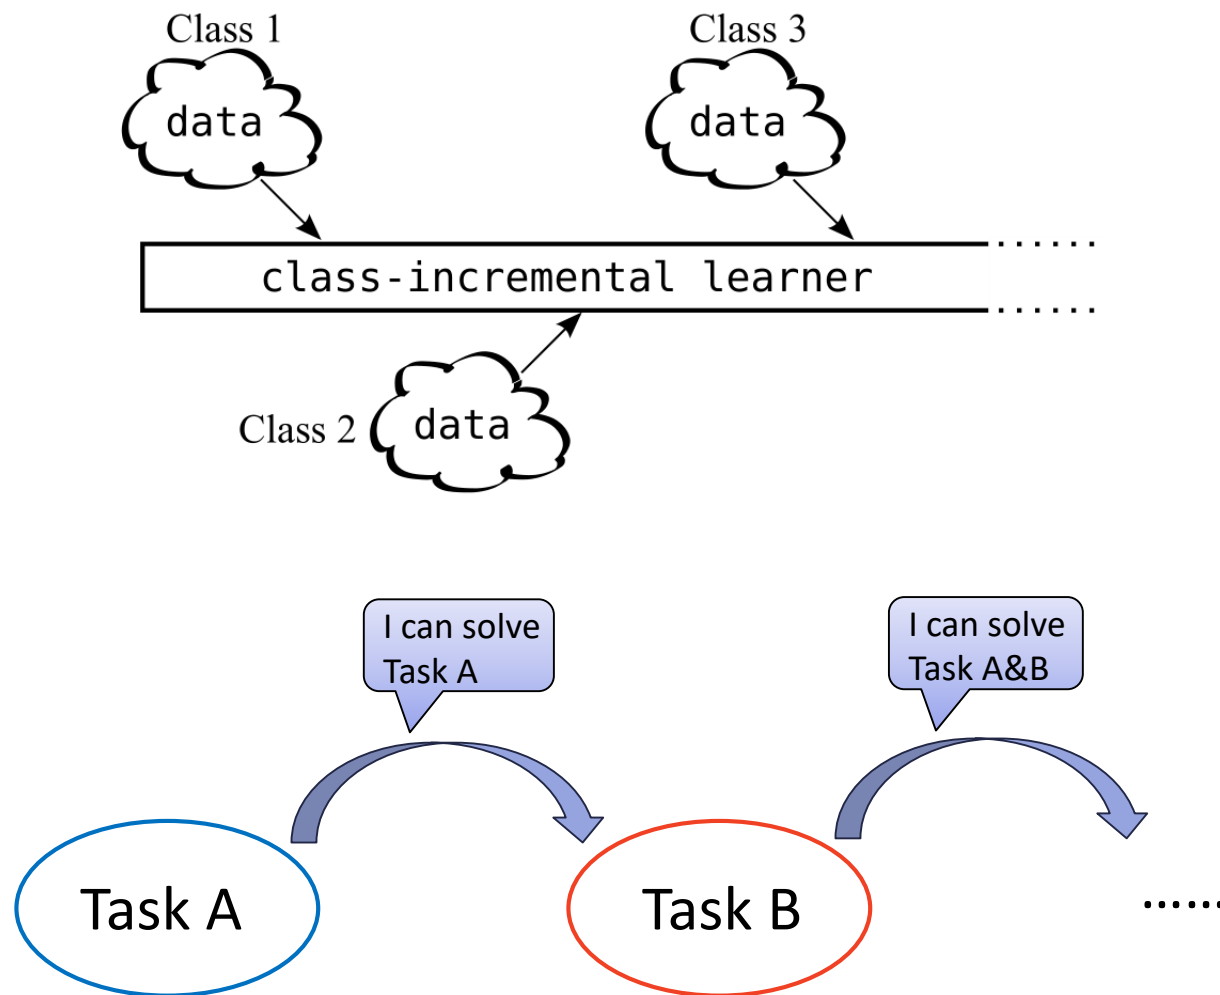 Class 1
Class 3
data
data
class-incremental learner
Class 2
data
I can solve
Task A
I can solve
Task A&B
Task A
Task B
......